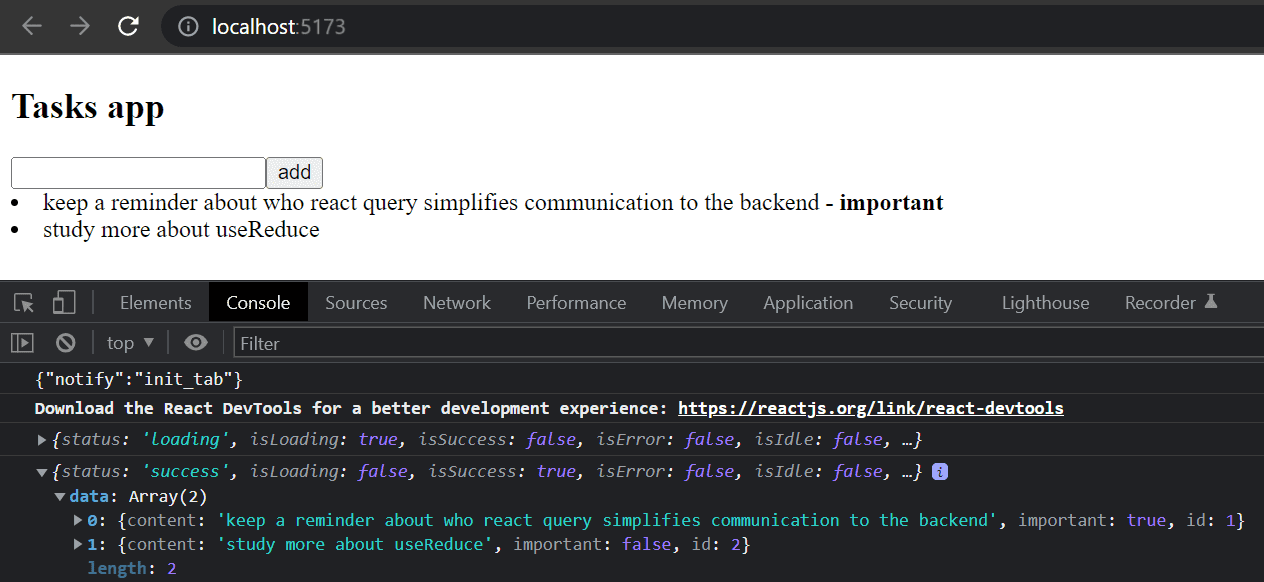 localhost:5173
Tasks app
add
keep a reminder about who react query simplifies communication to the backend - important
study more about useReduce
Elements Console Sources Network Performance Memory Application Security Lighthouse Recorder
top Filter
{"notify":"init_tab"}
Download the React DevTools for a better development experience: https://reactjs.org/link/react-devtools
{status: 'loading', isLoading: true, isSuccess: false, isError: false, isIdle: false, …}
{status: 'success', isLoading: false, isSuccess: true, isError: false, isIdle: false, …} i
data: Array(2)
0: {content: 'keep a reminder about who react query simplifies communication to the backend', important: true, id: 1}
1: {content: 'study more about useReduce', important: false, id: 2}
length: 2